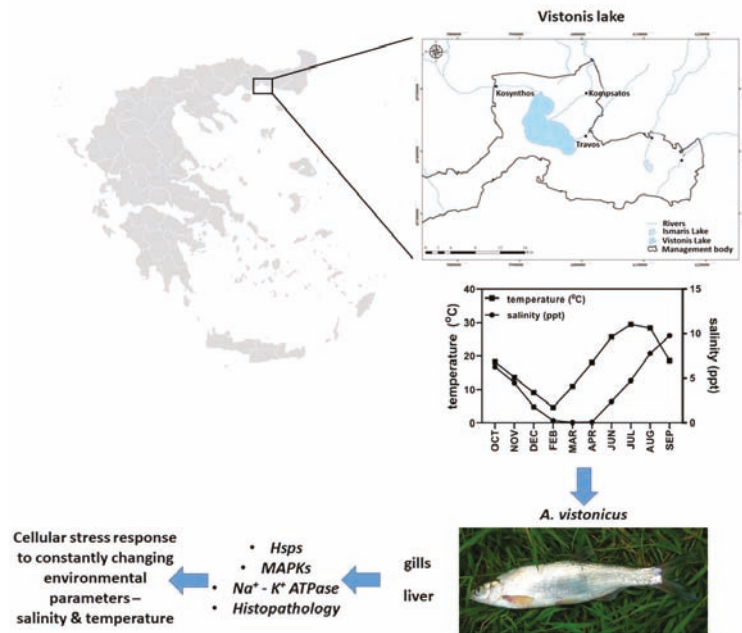 Vistonis lake
Kosynthos
Kompsatos
Travos
Rivers
Ismaris Lake
Vistonis Lake
Management body
temperature (⁰C)
salinity (ppt)
temperature (⁰C)
salinity (ppt)
40
30
20
10
0
15
10
5
0
OCT
NOV
DEC
FEB
MAR
APR
JUN
JUL
AUG
SEP
A. vistonicus
gills
liver
• Hsps
• MAPKs
• Na⁺ - K⁺ ATPase
• Histopathology
Cellular stress response
to constantly changing
environmental
parameters –
salinity & temperature